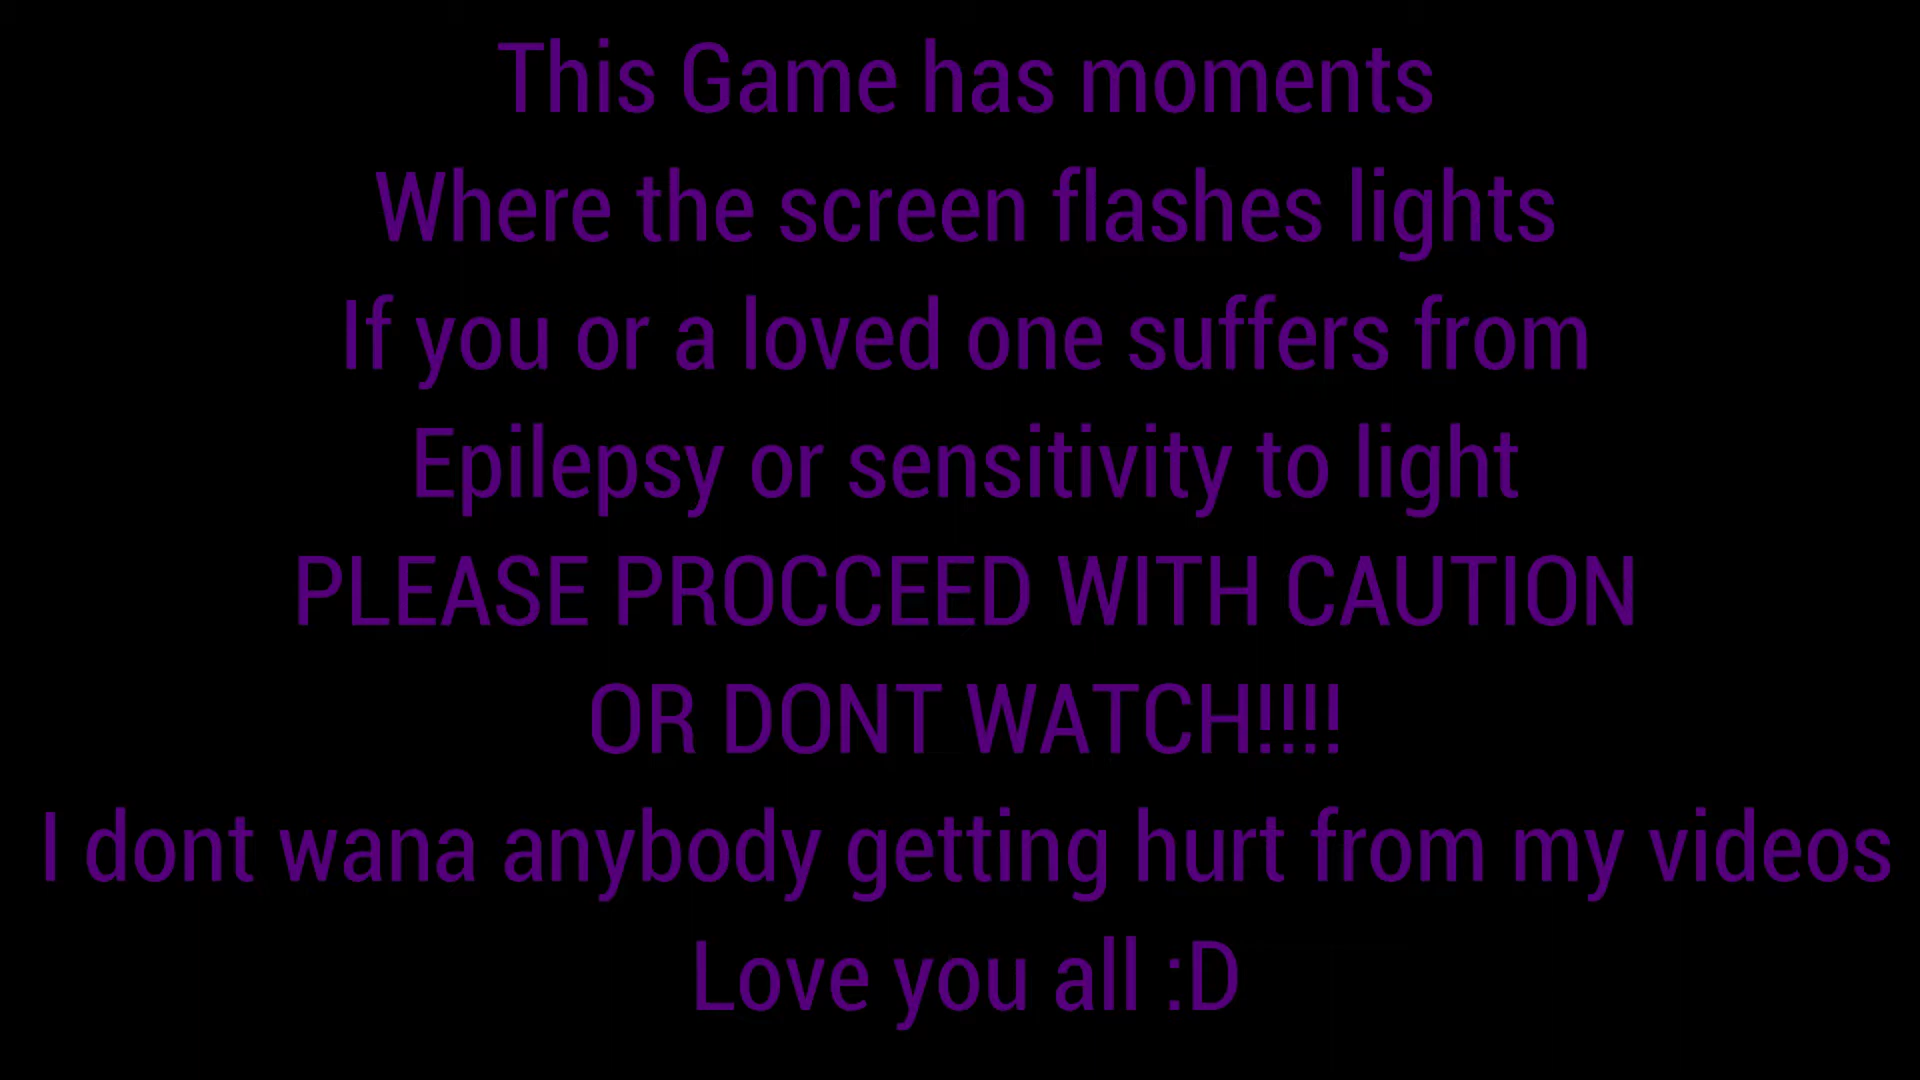 This Game has moments
Where the screen flashes lights
If you or a loved one suffers from
Epilepsy or sensitivity to light
PLEASE PROCCEED WITH CAUTION
OR DONT WATCH!!!!
I dont wana anybody getting hurt from my videos
Love you all :D